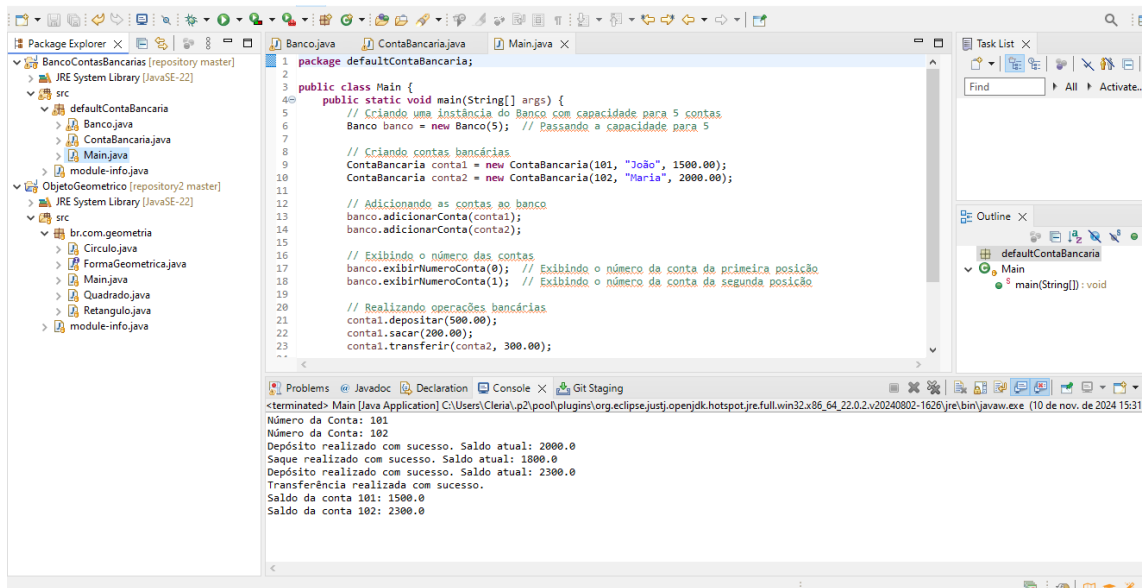 Package Explorer
BancoContasBancarias [repository master]
JRE System Library [JavaSE-22]
src
defaultContaBancaria
Banco.java
ContaBancaria.java
Main.java
module-info.java
ObjetoGeometrico [repository2 master]
JRE System Library [JavaSE-22]
src
br.com.geometria
Circulo.java
FormaGeometrica.java
Main.java
Quadrado.java
Retangulo.java
module-info.java
Banco.java ContaBancaria.java Main.java
1 package defaultContaBancaria;
2
3 public class Main {
4 public static void main(String[] args) {
5 // Criando uma instância do Banco com capacidade para 5 contas
6 Banco banco = new Banco(5); // Passando a capacidade para 5
7
8 // Criando contas bancárias
9 ContaBancaria conta1 = new ContaBancaria(101, "João", 1500.00);
10 ContaBancaria conta2 = new ContaBancaria(102, "Maria", 2000.00);
11
12 // Adicionando as contas ao banco
13 banco.adicionarConta(conta1);
14 banco.adicionarConta(conta2);
15
16 // Exibindo o número das contas
17 banco.exibirNumeroConta(0); // Exibindo o número da conta da primeira posição
18 banco.exibirNumeroConta(1); // Exibindo o número da conta da segunda posição
19
20 // Realizando operações bancárias
21 conta1.depositar(500.00);
22 conta1.sacar(200.00);
23 conta1.transferir(conta2, 300.00);
Task List
Find All Activate...
Outline
defaultContaBancaria
Main
main(String[]) : void
Problems Javadoc Declaration Console Git Staging
<terminated> Main [Java Application] C:\Users\Cleria\.p2\pool\plugins\org.eclipse.justj.openjdk.hotspot.jre.full.win32.x86_64_22.0.2.v20240802-1626\jre\bin\javaw.exe (10 de nov. de 2024 15:31
Número da Conta: 101
Número da Conta: 102
Depósito realizado com sucesso. Saldo atual: 2000.0
Saque realizado com sucesso. Saldo atual: 1800.0
Depósito realizado com sucesso. Saldo atual: 2300.0
Transferência realizada com sucesso.
Saldo da conta 101: 1500.0
Saldo da conta 102: 2300.0